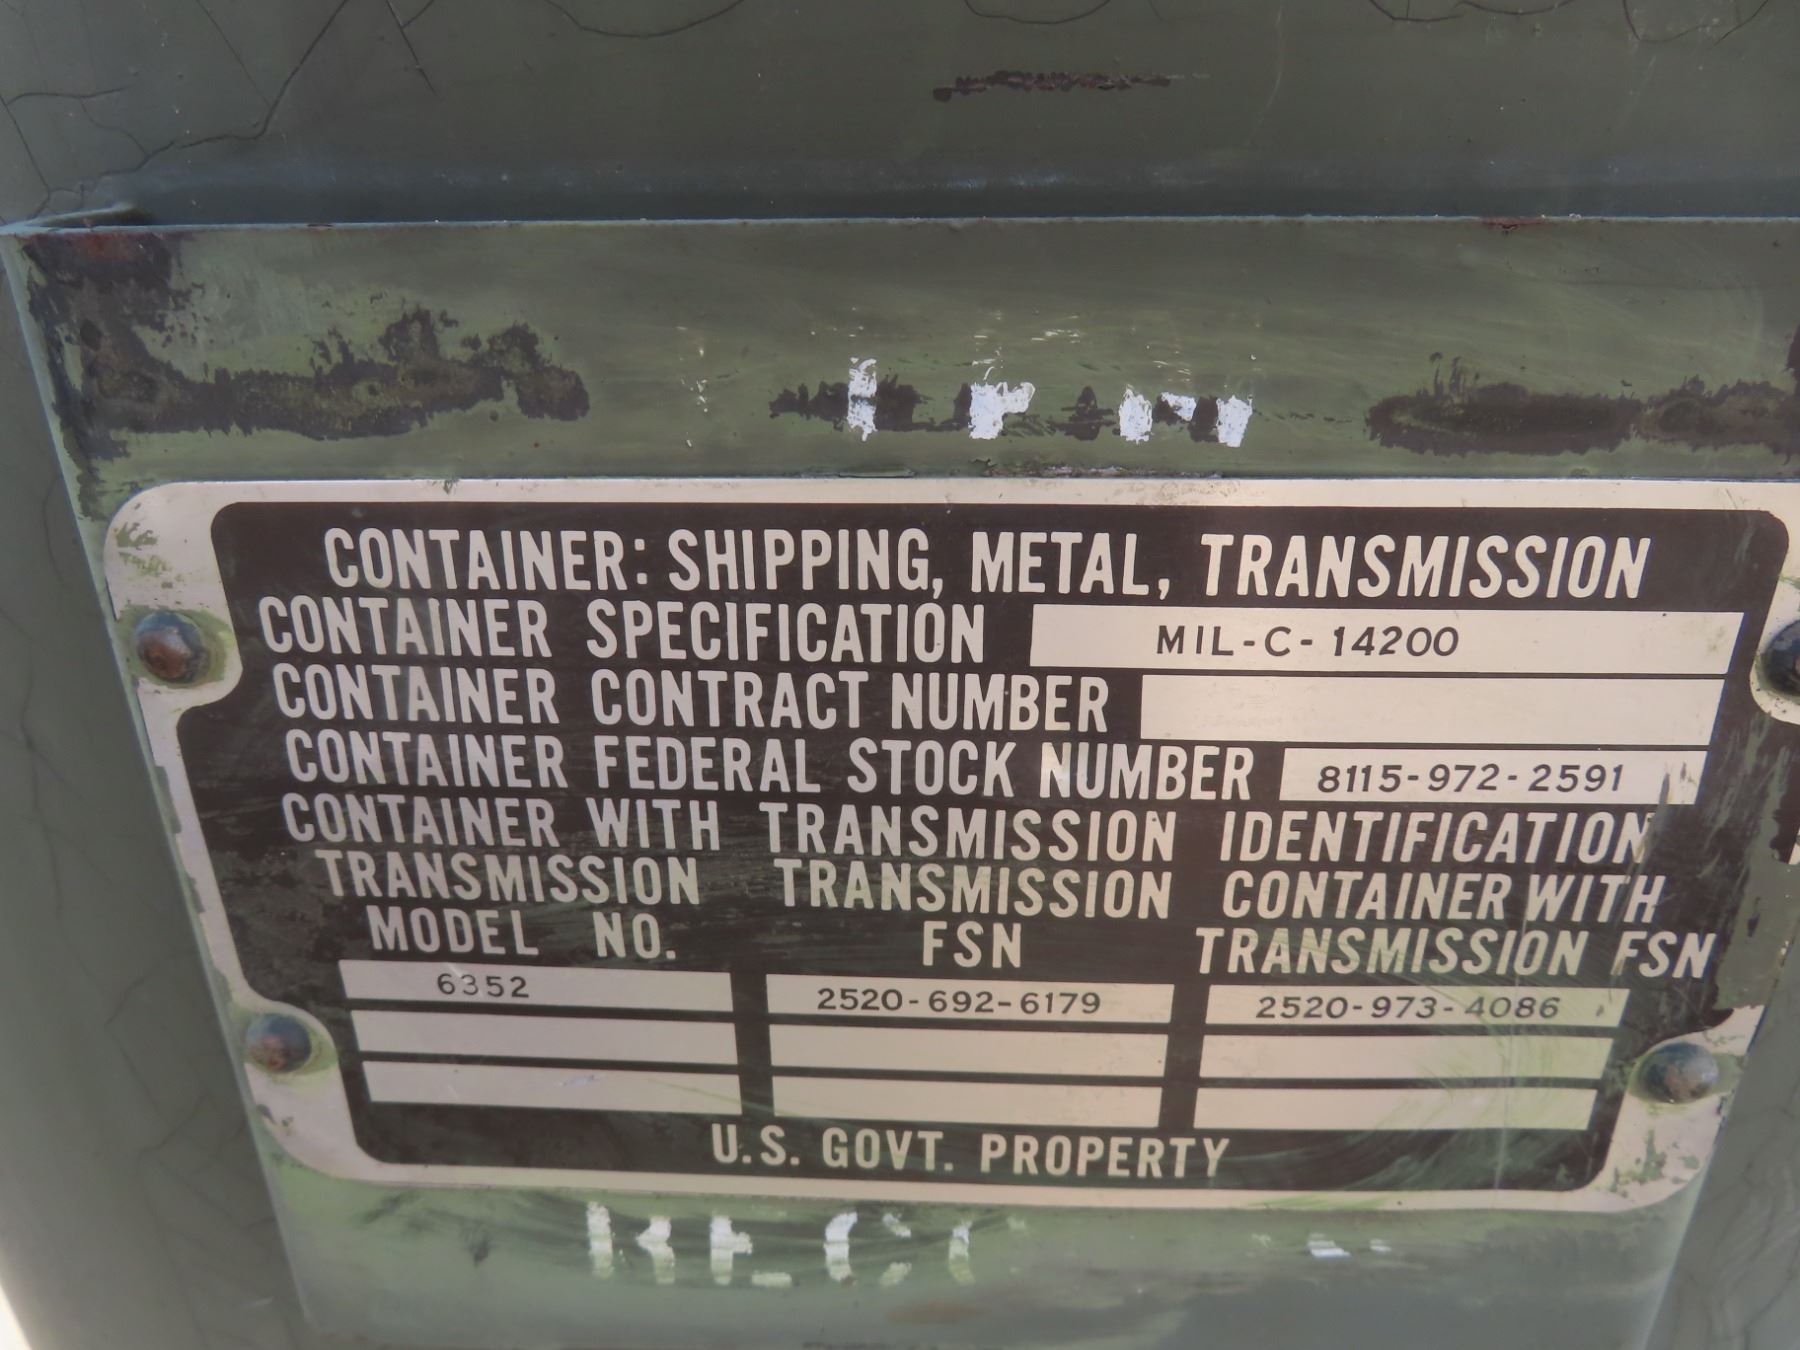 CONTAINER: SHIPPING, METAL, TRANSMISSION
CONTAINER SPECIFICATION MIL-C-14200
CONTAINER CONTRACT NUMBER
CONTAINER FEDERAL STOCK NUMBER 8115-972-2591
CONTAINER WITH TRANSMISSION IDENTIFICATION
TRANSMISSION TRANSMISSION CONTAINER WITH
MODEL NO. FSN TRANSMISSION FSN
6352 2520-692-6179 2520-973-4086
U.S. GOVT. PROPERTY